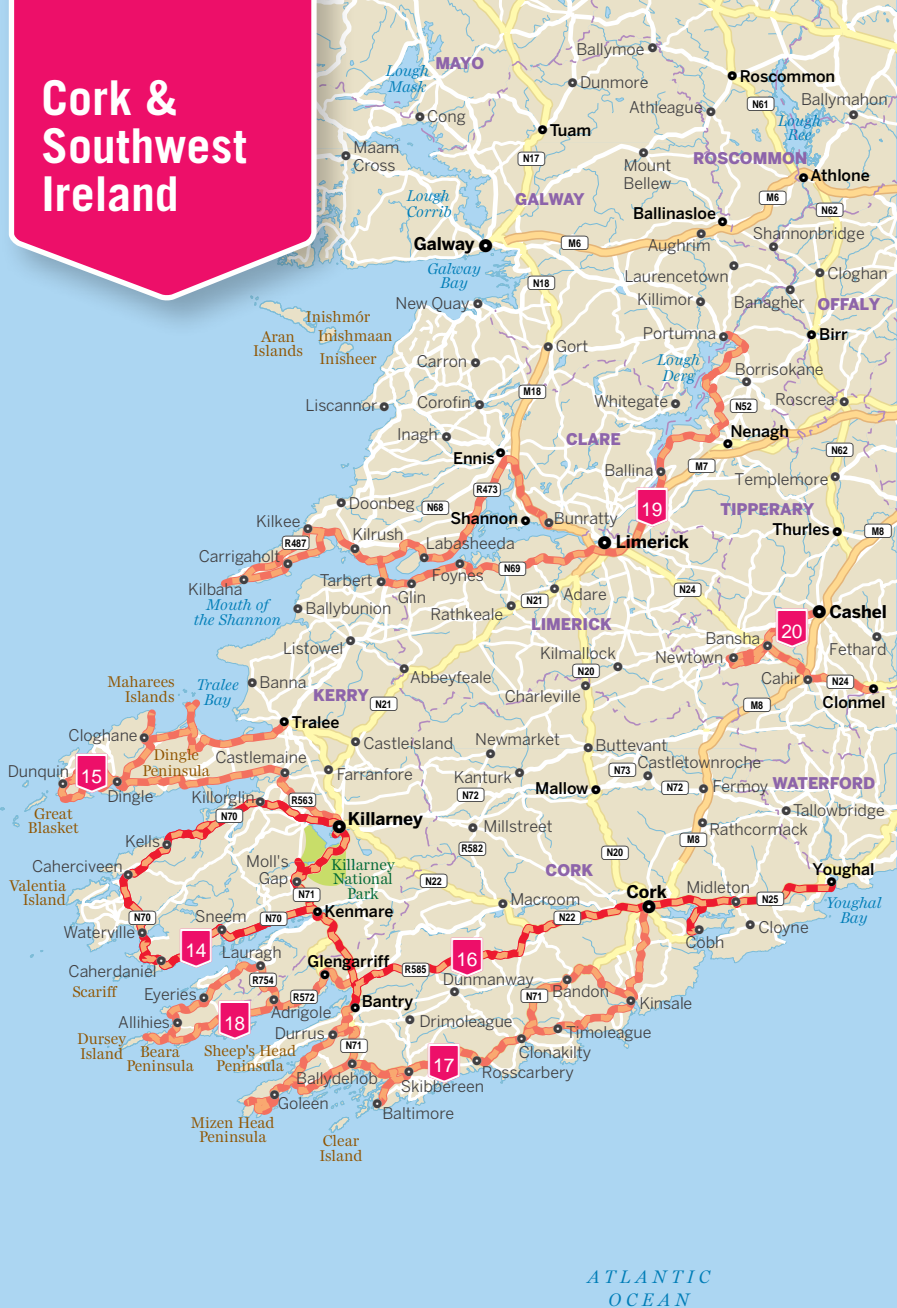 Cork &
Southwest
Ireland
Ballymoe
MAYO
Lough
Mask
Roscommon
Dunmore
N61
Ballymahon
Athleague
Cong
Lough
Ree
Tuam
Maam
Cross
N17
Mount
Bellew
ROSCOMMON
Athlone
Lough
Corrib
GALWAY
M6
N62
Ballinasloe
Galway
M6
Aughrim
Shannonbridge
Galway
Bay
Laurencetown
Cloghan
N18
New Quay
Killimor
Banagher
OFFALY
Inishmór
Aran
Islands
Inishmaan
Inisheer
Portumna
Birr
Gort
Lough
Derg
Carron
Borrisokane
M18
Liscannor
Corofin
Whitegate
N52
Roscrea
Inagh
CLARE
Nenagh
Ennis
N62
Ballina
M7
Templemore
R473
Doonbeg
N68
19
TIPPERARY
Shannon
Bunratty
Kilkee
Thurles
M8
R487
Kilrush
Labasheeda
Limerick
Carrigaholt
Foynes
N69
Kilbaha
Tarbert
Glin
N24
Mouth of
the Shannon
Ballybunion
Rathkeale
N21
Adare
Cashel
LIMERICK
20
Listowel
Bansha
Fethard
Kilmallock
Newtown
N20
Abbeyfeale
Cahir
N24
Maharees
Islands
Tralee
Bay
Banna
KERRY
Charleville
Clonmel
N21
M8
Tralee
Cloghane
Castleisland
Newmarket
Buttevant
Dingle
Peninsula
Castlemaine
Castletownroche
Dunquin
15
Farranfore
Kanturk
N73
WATERFORD
Dingle
Mallow
N72
Fermoy
Great
Blasket
Killorglin
R563
N72
Tallowbridge
N70
Killarney
Millstreet
Rathcormack
Kells
R582
M8
Moll's
Gap
Killarney
National
Park
CORK
N20
Youghal
Caherciveen
N22
Valentia
Island
N71
Cork
Midleton
Macroom
N25
Youghal
Bay
Kenmare
N70
Sneem
N70
N22
Waterville
Cobh
Cloyne
14
Lauragh
16
Caherdaniel
Glengarriff
R585
Scariff
R754
Dunmanway
Eyeries
R572
Bandon
Adrigole
Bantry
N71
Kinsale
Allihies
18
Drimoleague
Dursey
Island
Beara
Peninsula
Sheep's Head
Peninsula
Durrus
Timoleague
N71
Clonakilty
17
Rosscarbery
Ballydehob
Skibbereen
Goleen
Baltimore
Mizen Head
Peninsula
Clear
Island
ATLANTIC
OCEAN